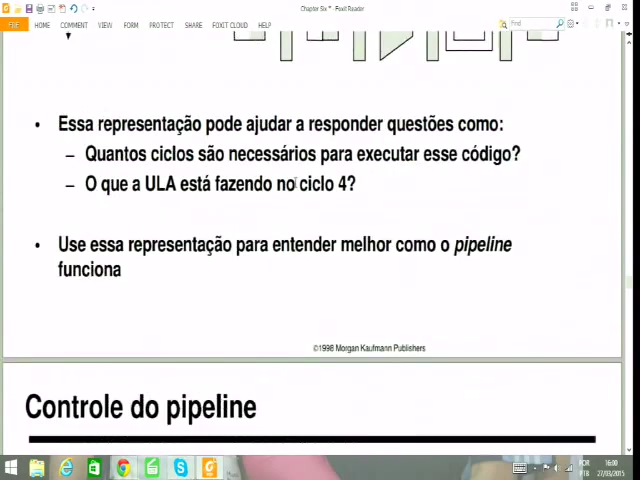 Chapter Six * - Foxit Reader
FILE HOME COMMENT FORM PROTECT SHARE FOXIT CLOUD HELP
Find
• Essa representação pode ajudar a responder questões como:
– Quantos ciclos são necessários para executar esse código?
– O que a ULA está fazendo no ciclo 4?
• Use essa representação para entender melhor como o pipeline
funciona
©1998 Morgan Kaufmann Publishers
Controle do pipeline
POR 16:00
PTB 27/03/2015